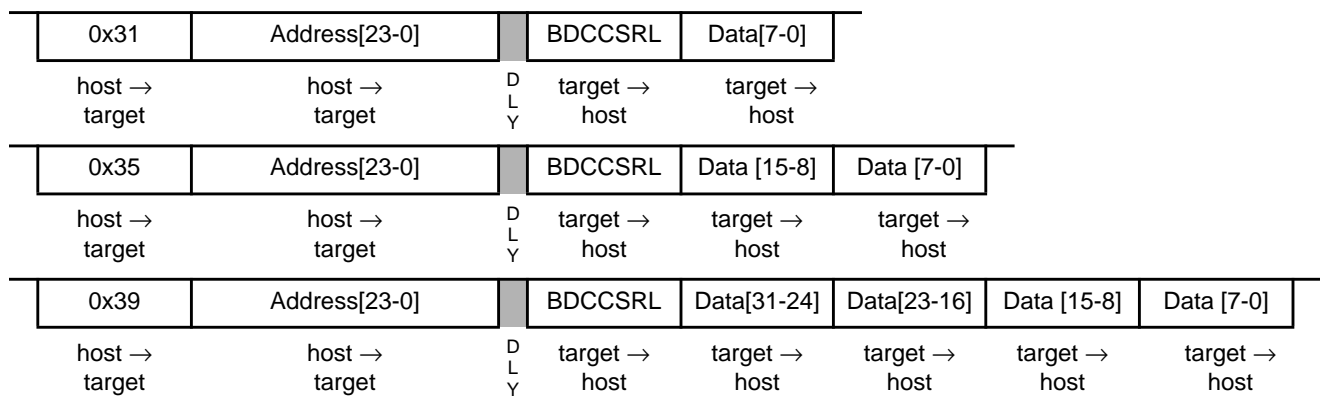 0x31 Address[23-0] BDCCSRL Data[7-0]
host → host → D target → target →
target target L host host
Y
0x35 Address[23-0] BDCCSRL Data [15-8] Data [7-0]
host → host → D target → target → target →
target target L host host host
Y
0x39 Address[23-0] BDCCSRL Data[31-24] Data[23-16] Data [15-8] Data [7-0]
host → host → D target → target → target → target → target →
target target L host host host host host
Y